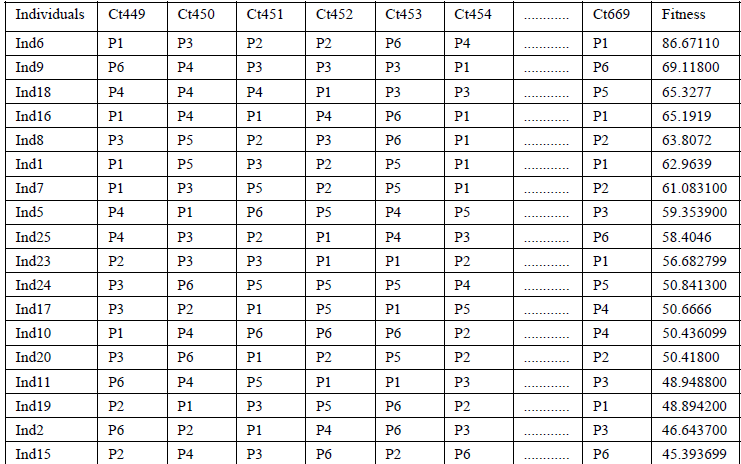 Individuals Ct449 Ct450 Ct451 Ct452 Ct453 Ct454 ............ Ct669 Fitness
Ind6 P1 P3 P2 P2 P6 P4 ............ P1 86.67110
Ind9 P6 P4 P3 P3 P3 P1 ............ P6 69.11800
Ind18 P4 P4 P4 P1 P3 P3 ............ P5 65.3277
Ind16 P1 P4 P1 P4 P6 P1 ............ P1 65.1919
Ind8 P3 P5 P2 P3 P6 P1 ............ P2 63.8072
Ind1 P1 P5 P3 P2 P5 P1 ............ P1 62.9639
Ind7 P1 P3 P5 P2 P5 P1 ............ P2 61.083100
Ind5 P4 P1 P6 P5 P4 P5 ............ P3 59.353900
Ind25 P4 P3 P2 P1 P4 P3 ............ P6 58.4046
Ind23 P2 P3 P3 P1 P1 P2 ............ P1 56.682799
Ind24 P3 P6 P5 P5 P5 P4 ............ P5 50.841300
Ind17 P3 P2 P1 P5 P1 P5 ............ P4 50.6666
Ind10 P1 P4 P6 P6 P6 P2 ............ P4 50.436099
Ind20 P3 P6 P1 P2 P5 P2 ............ P2 50.41800
Ind11 P6 P4 P5 P1 P1 P3 ............ P3 48.948800
Ind19 P2 P1 P3 P5 P6 P2 ............ P1 48.894200
Ind2 P6 P2 P1 P4 P6 P3 ............ P3 46.643700
Ind15 P2 P4 P3 P6 P2 P6 ............ P6 45.393699